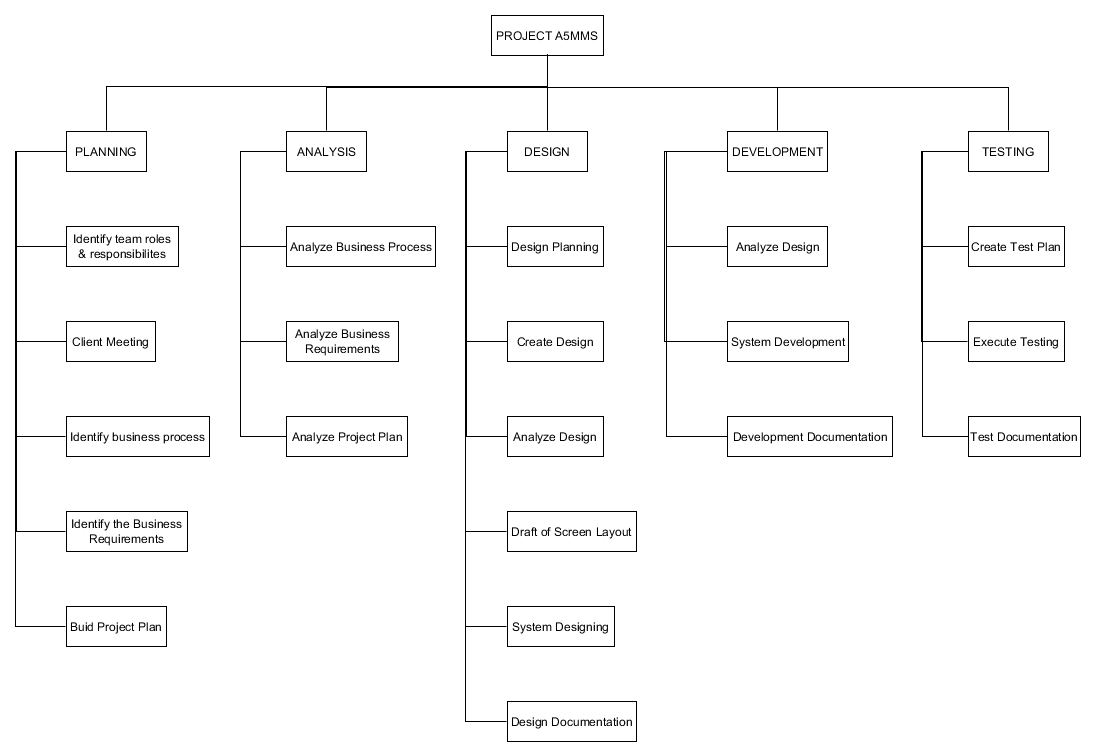 PROJECT A5MMS
PLANNING
Identify team roles
& responsibilites
Client Meeting
Identify business process
Identify the Business
Requirements
Buid Project Plan
ANALYSIS
Analyze Business Process
Analyze Business
Requirements
Analyze Project Plan
DESIGN
Design Planning
Create Design
Analyze Design
Draft of Screen Layout
System Designing
Design Documentation
DEVELOPMENT
Analyze Design
System Development
Development Documentation
TESTING
Create Test Plan
Execute Testing
Test Documentation